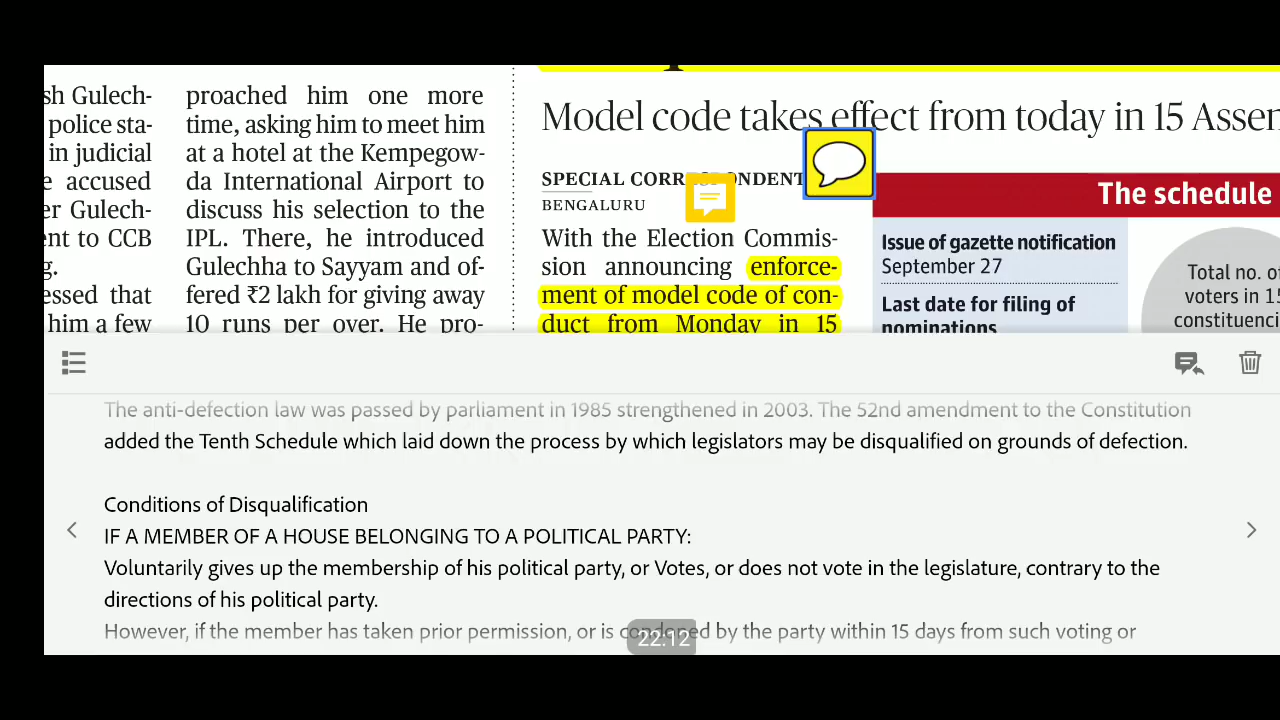 sh Gulech-
police sta-
in judicial
e accused
er Gulech-
nt to CCB
g.
essed that
him a few
proached him one more
time, asking him to meet him
at a hotel at the Kempegow-
da International Airport to
discuss his selection to the
IPL. There, he introduced
Gulechha to Sayyam and of-
fered ₹2 lakh for giving away
10 runs per over. He pro-
Model code takes effect from today in 15 Assem
SPECIAL CORRESPONDENT
BENGALURU
With the Election Commis-
sion announcing enforce-
ment of model code of con-
duct from Monday in 15
The schedule
Issue of gazette notification
September 27
Last date for filing of
nominations
Total no. of
voters in 15
constituenci
The anti-defection law was passed by parliament in 1985 strengthened in 2003. The 52nd amendment to the Constitution
added the Tenth Schedule which laid down the process by which legislators may be disqualified on grounds of defection.
Conditions of Disqualification
IF A MEMBER OF A HOUSE BELONGING TO A POLITICAL PARTY:
Voluntarily gives up the membership of his political party, or Votes, or does not vote in the legislature, contrary to the
directions of his political party.
However, if the member has taken prior permission, or is condoned by the party within 15 days from such voting or
22:12